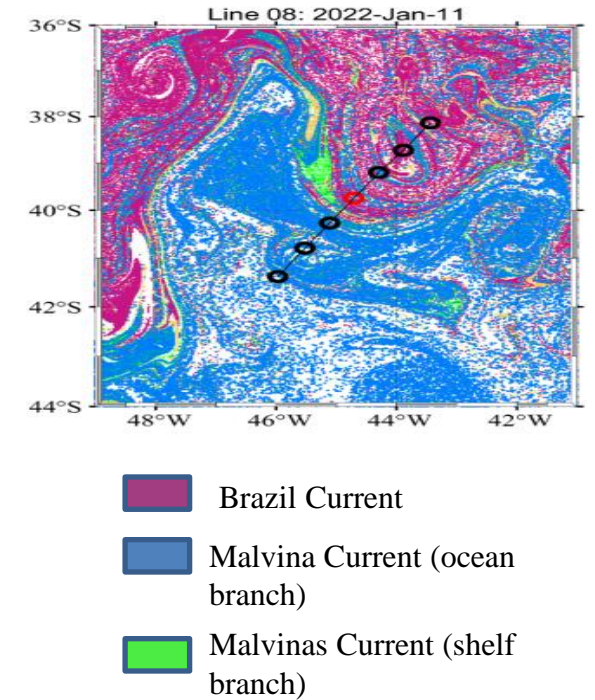 Line 08: 2022-Jan-11
36°S
38°S
40°S
42°S
44°S
48°W 46°W 44°W 42°W
Brazil Current
Malvina Current (ocean
branch)
Malvinas Current (shelf
branch)